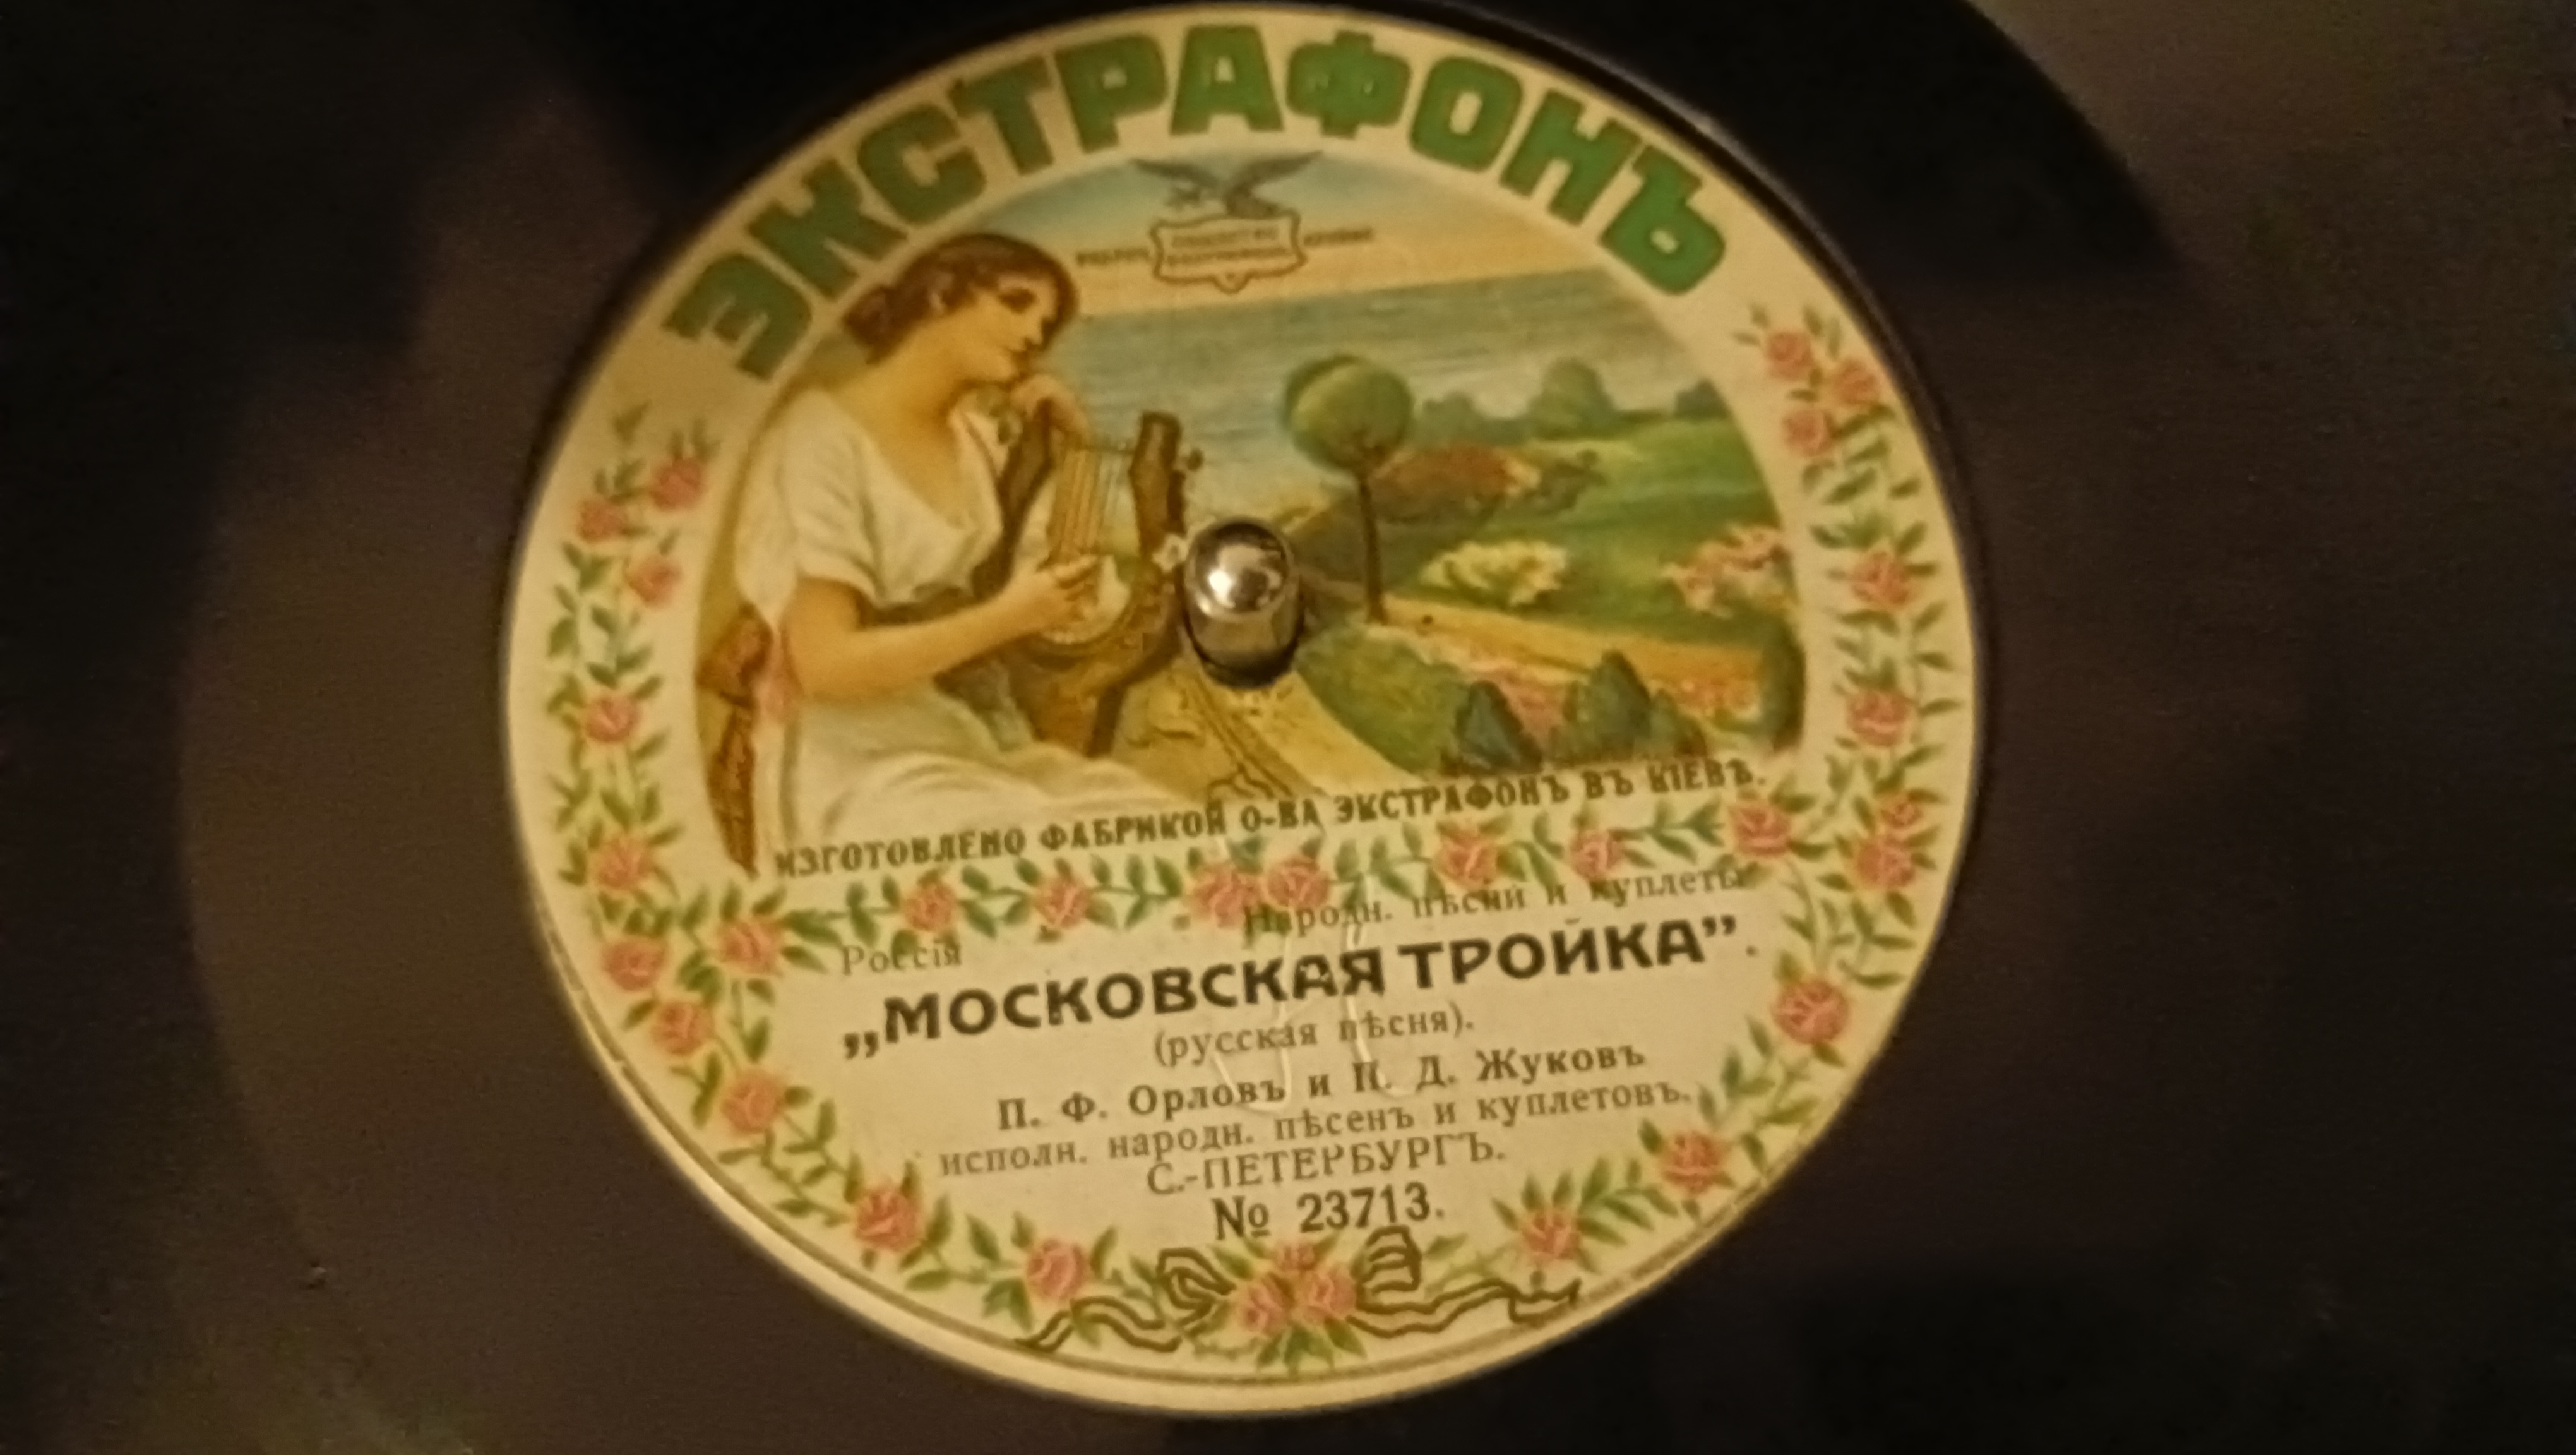 ЭКСТРАФОНЪ
ИЗГОТОВЛЕНО ФАБРИКОЙ О-ВА ЭКСТРАФОНЪ ВЪ КІЕВѢ.
Народн. пѣсни и куплеты
Россія
„МОСКОВСКАЯ ТРОЙКА”.
(русская пѣсня).
П. Ф. Орловъ и П. Д. Жуковъ
исполн. народн. пѣсенъ и куплетовъ.
С.-ПЕТЕРБУРГЪ.
№ 23713.